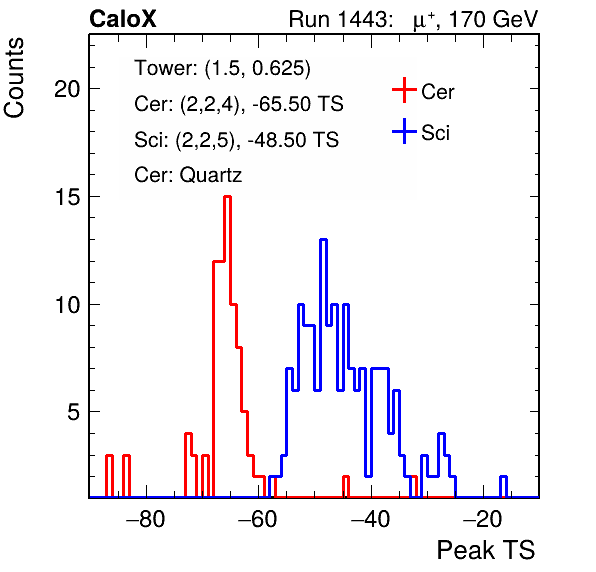 CaloX Run 1443: μ⁺, 170 GeV
Counts
Tower: (1.5, 0.625)
Cer: (2,2,4), -65.50 TS
Sci: (2,2,5), -48.50 TS
Cer: Quartz
Cer
Sci
20
15
10
5
−80 −60 −40 −20
Peak TS